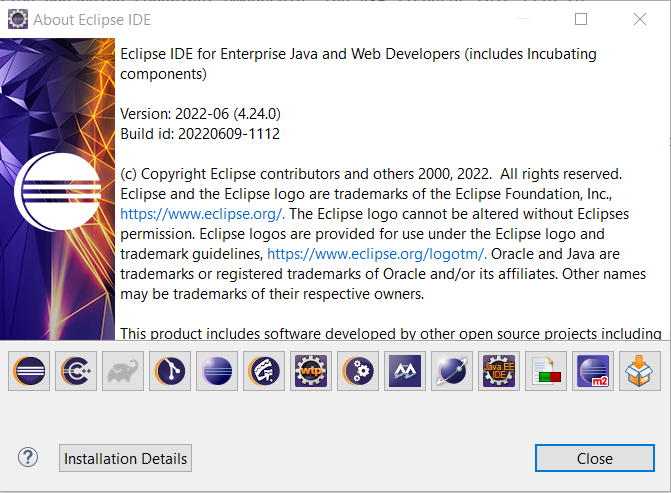 About Eclipse IDE
Eclipse IDE for Enterprise Java and Web Developers (includes Incubating
components)
Version: 2022-06 (4.24.0)
Build id: 20220609-1112
(c) Copyright Eclipse contributors and others 2000, 2022.  All rights reserved.
Eclipse and the Eclipse logo are trademarks of the Eclipse Foundation, Inc.,
https://www.eclipse.org/. The Eclipse logo cannot be altered without Eclipses
permission. Eclipse logos are provided for use under the Eclipse logo and
trademark guidelines, https://www.eclipse.org/logotm/. Oracle and Java are
trademarks or registered trademarks of Oracle and/or its affiliates. Other names
may be trademarks of their respective owners.
This product includes software developed by other open source projects including
wtp
Java EE
IDE
m2
? Installation Details Close